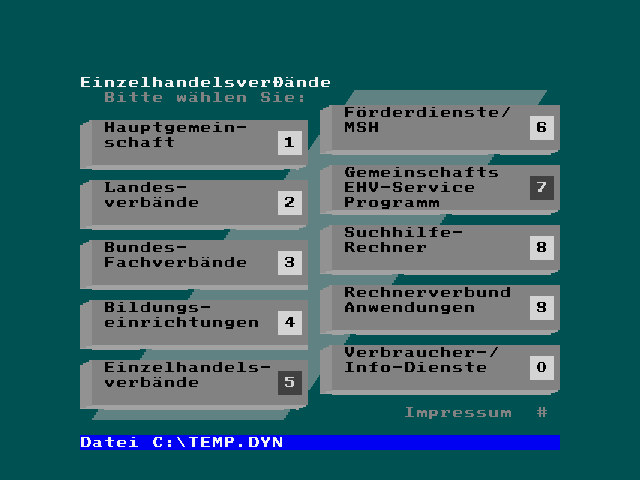 EinzelhandelsverĐände
Bitte wählen Sie:
Hauptgemein-
schaft 1
Landes-
verbände 2
Bundes-
Fachverbände 3
Bildungs-
einrichtungen 4
Einzelhandels-
verbände 5
Förderdienste/
MSH 6
Gemeinschafts
EHV-Service 7
Programm
Suchhilfe-
Rechner 8
Rechnerverbund
Anwendungen 9
Verbraucher-/
Info-Dienste 0
Impressum #
Datei C:\TEMP.DYN